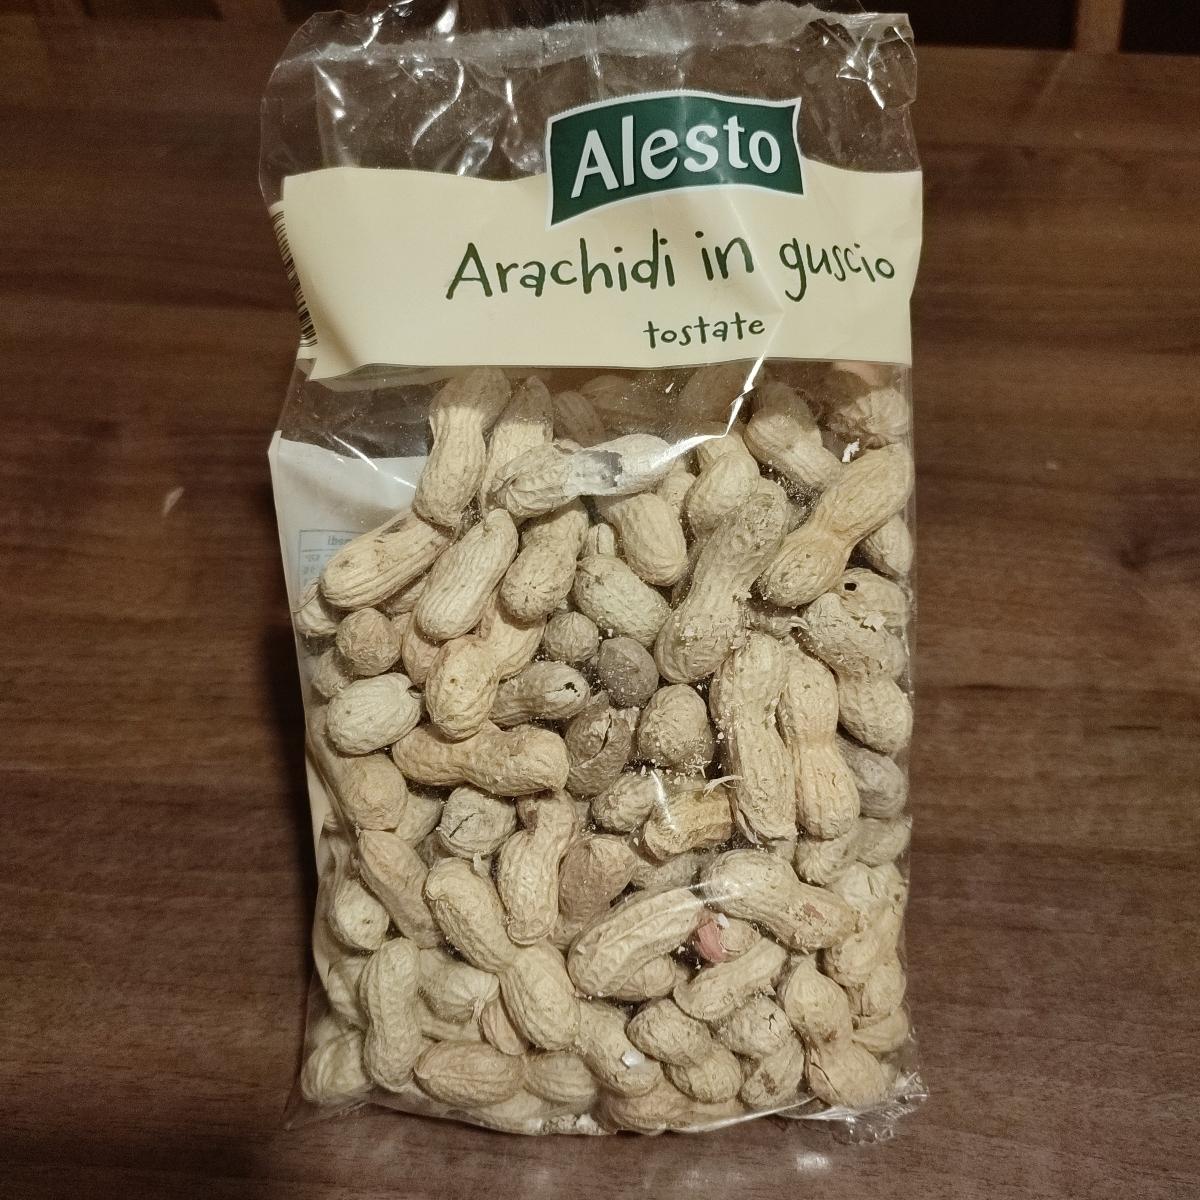 Alesto
Arachidi in guscio
tostate